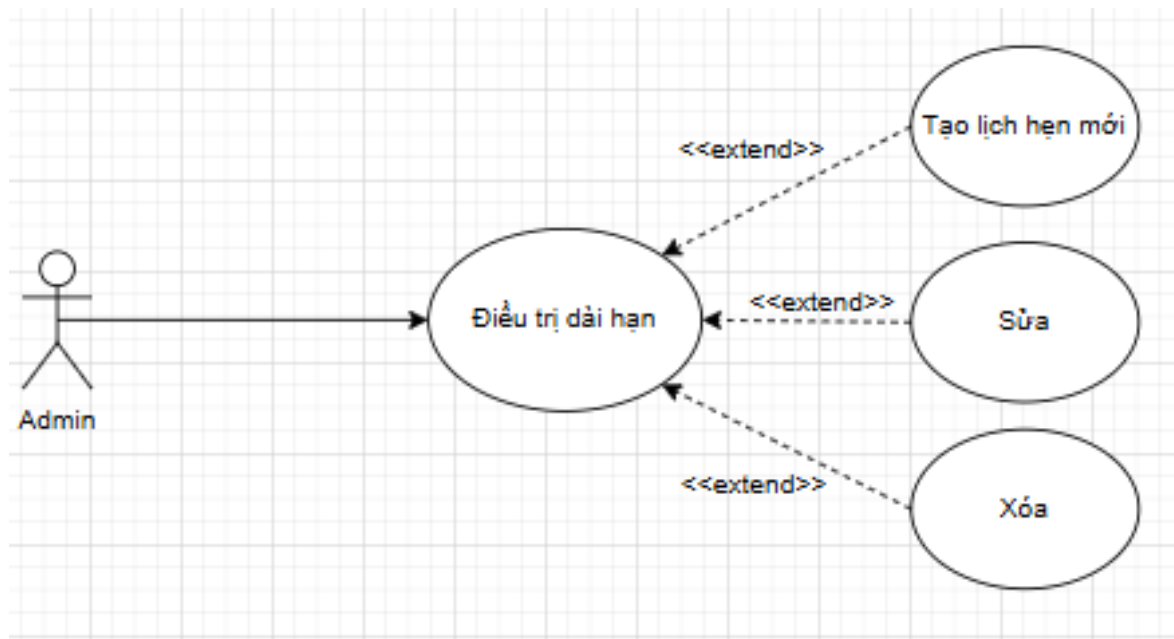 Tạo lịch hẹn mới
<<extend>>
<<extend>>
Điều trị dài hạn
Sửa
Admin
<<extend>>
Xóa